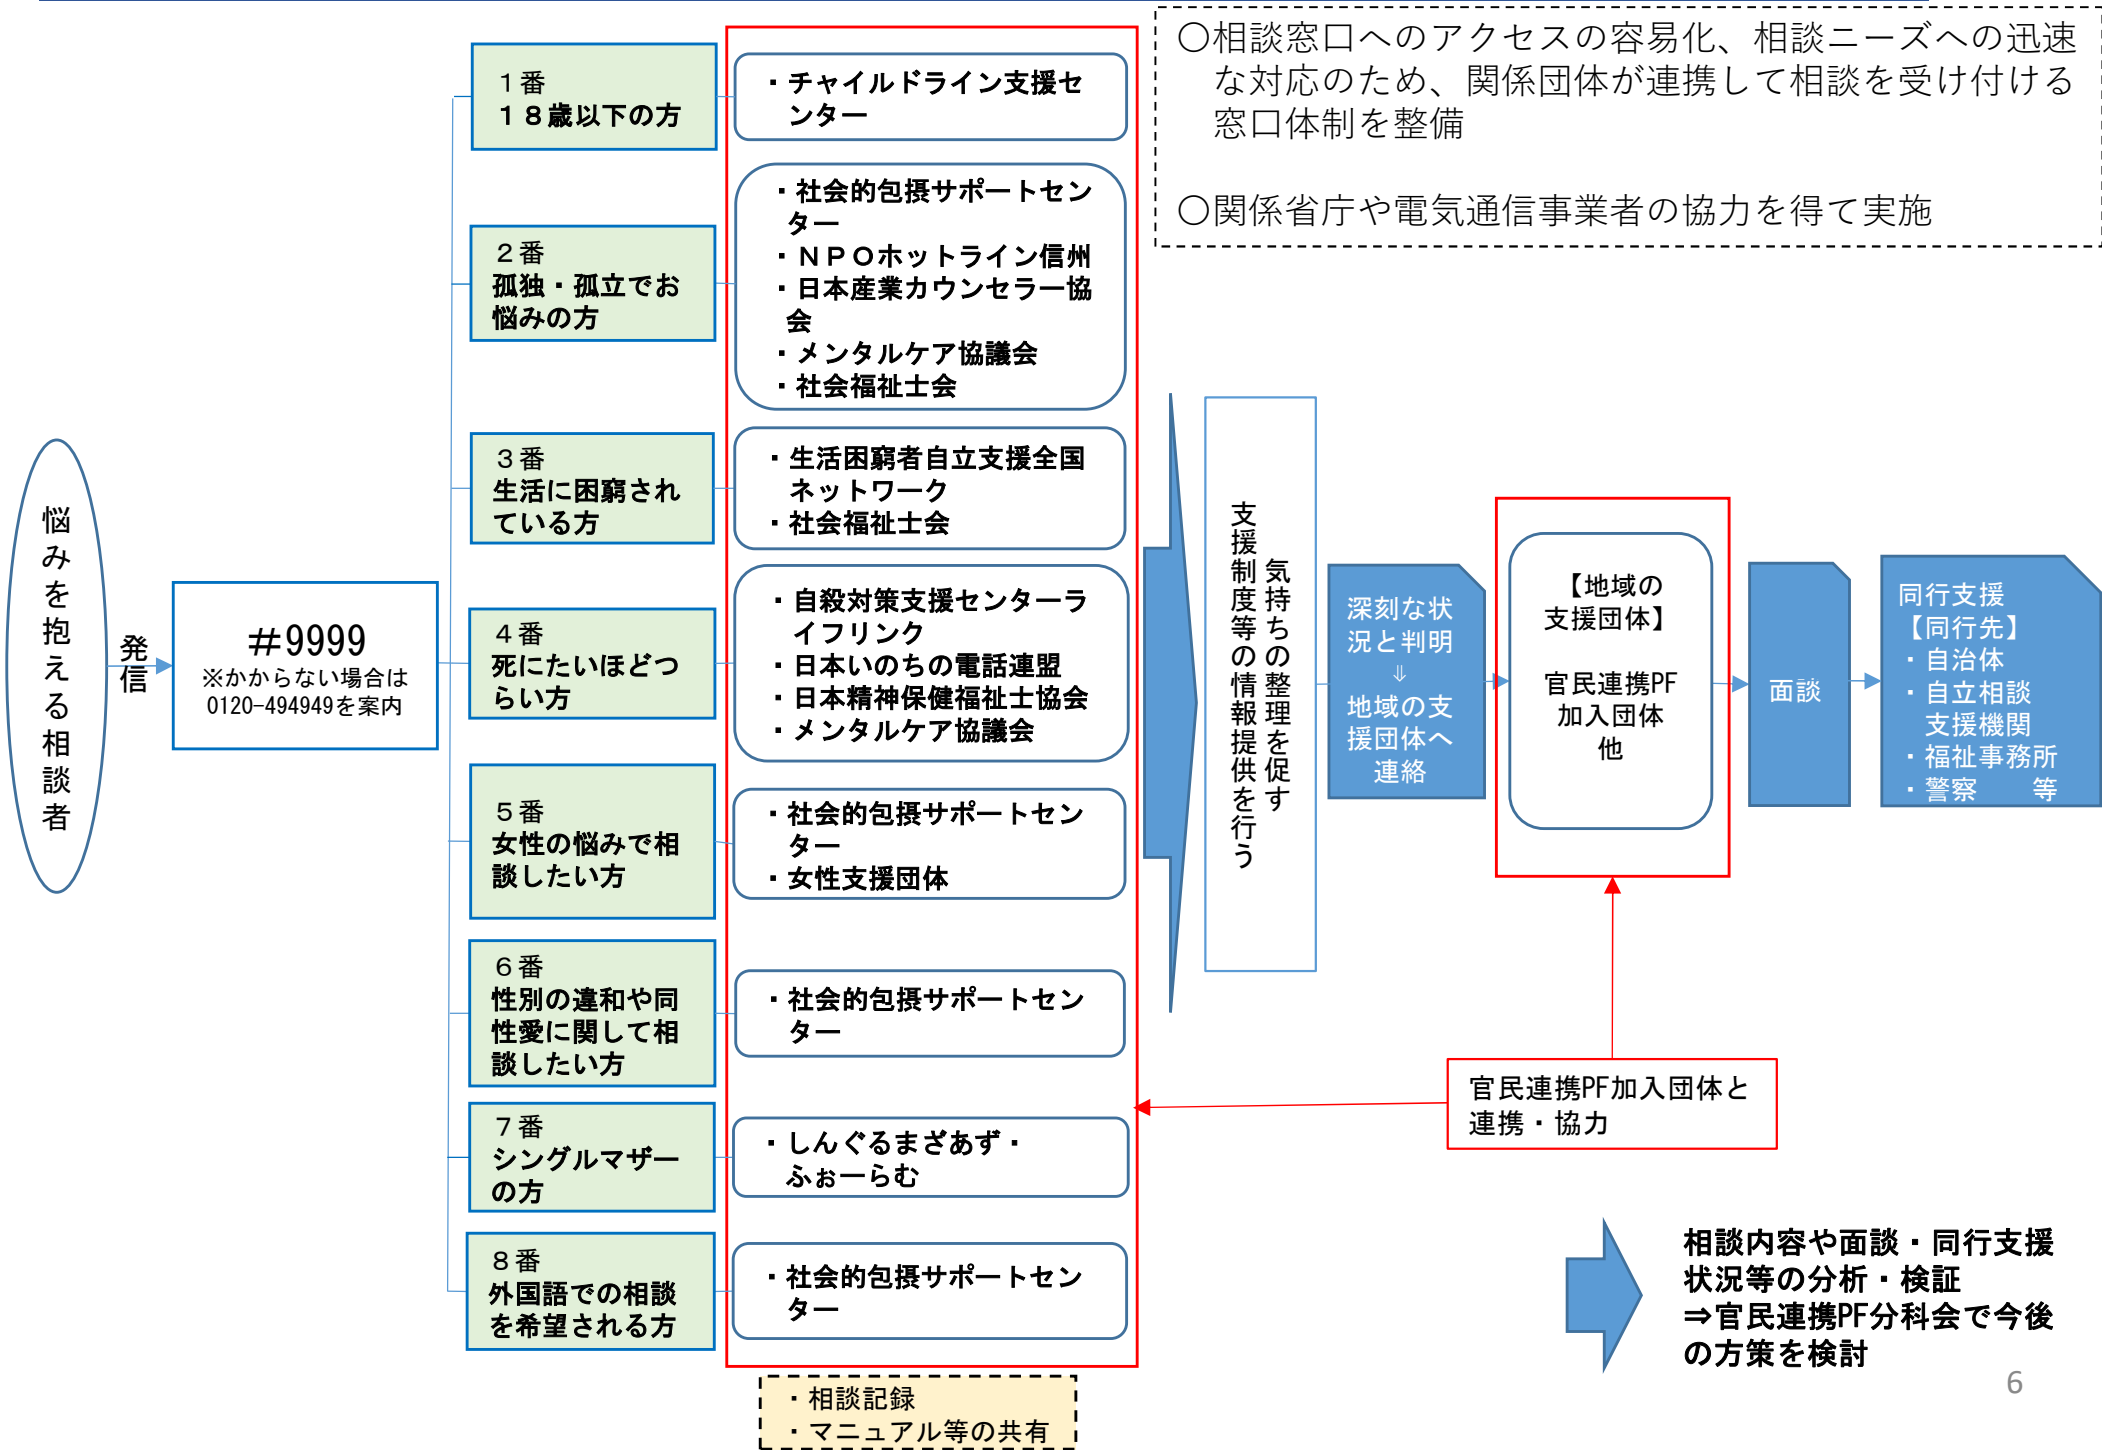 ○相談窓口へのアクセスの容易化、相談ニーズへの迅速
な対応のため、関係団体が連携して相談を受け付ける
窓口体制を整備
○関係省庁や電気通信事業者の協力を得て実施
悩みを抱える相談者
発信
＃9999
※かからない場合は
0120-494949を案内
１番
１８歳以下の方
・チャイルドライン支援セ
ンター
２番
孤独・孤立でお
悩みの方
・社会的包摂サポートセン
ター
・ＮＰＯホットライン信州
・日本産業カウンセラー協
会
・メンタルケア協議会
・社会福祉士会
３番
生活に困窮され
ている方
・生活困窮者自立支援全国
ネットワーク
・社会福祉士会
４番
死にたいほどつ
らい方
・自殺対策支援センターラ
イフリンク
・日本いのちの電話連盟
・日本精神保健福祉士協会
・メンタルケア協議会
５番
女性の悩みで相
談したい方
・社会的包摂サポートセン
ター
・女性支援団体
６番
性別の違和や同
性愛に関して相
談したい方
・社会的包摂サポートセン
ター
７番
シングルマザー
の方
・しんぐるまざあず・
ふぉーらむ
８番
外国語での相談
を希望される方
・社会的包摂サポートセン
ター
・相談記録
・マニュアル等の共有
気持ちの整理を促す
支援制度等の情報提供を行う
深刻な状
況と判明
⇓
地域の支
援団体へ
連絡
【地域の
支援団体】
官民連携PF
加入団体
他
面談
同行支援
【同行先】
・自治体
・自立相談
支援機関
・福祉事務所
・警察　　等
官民連携PF加入団体と
連携・協力
相談内容や面談・同行支援
状況等の分析・検証
⇒官民連携PF分科会で今後
の方策を検討
6